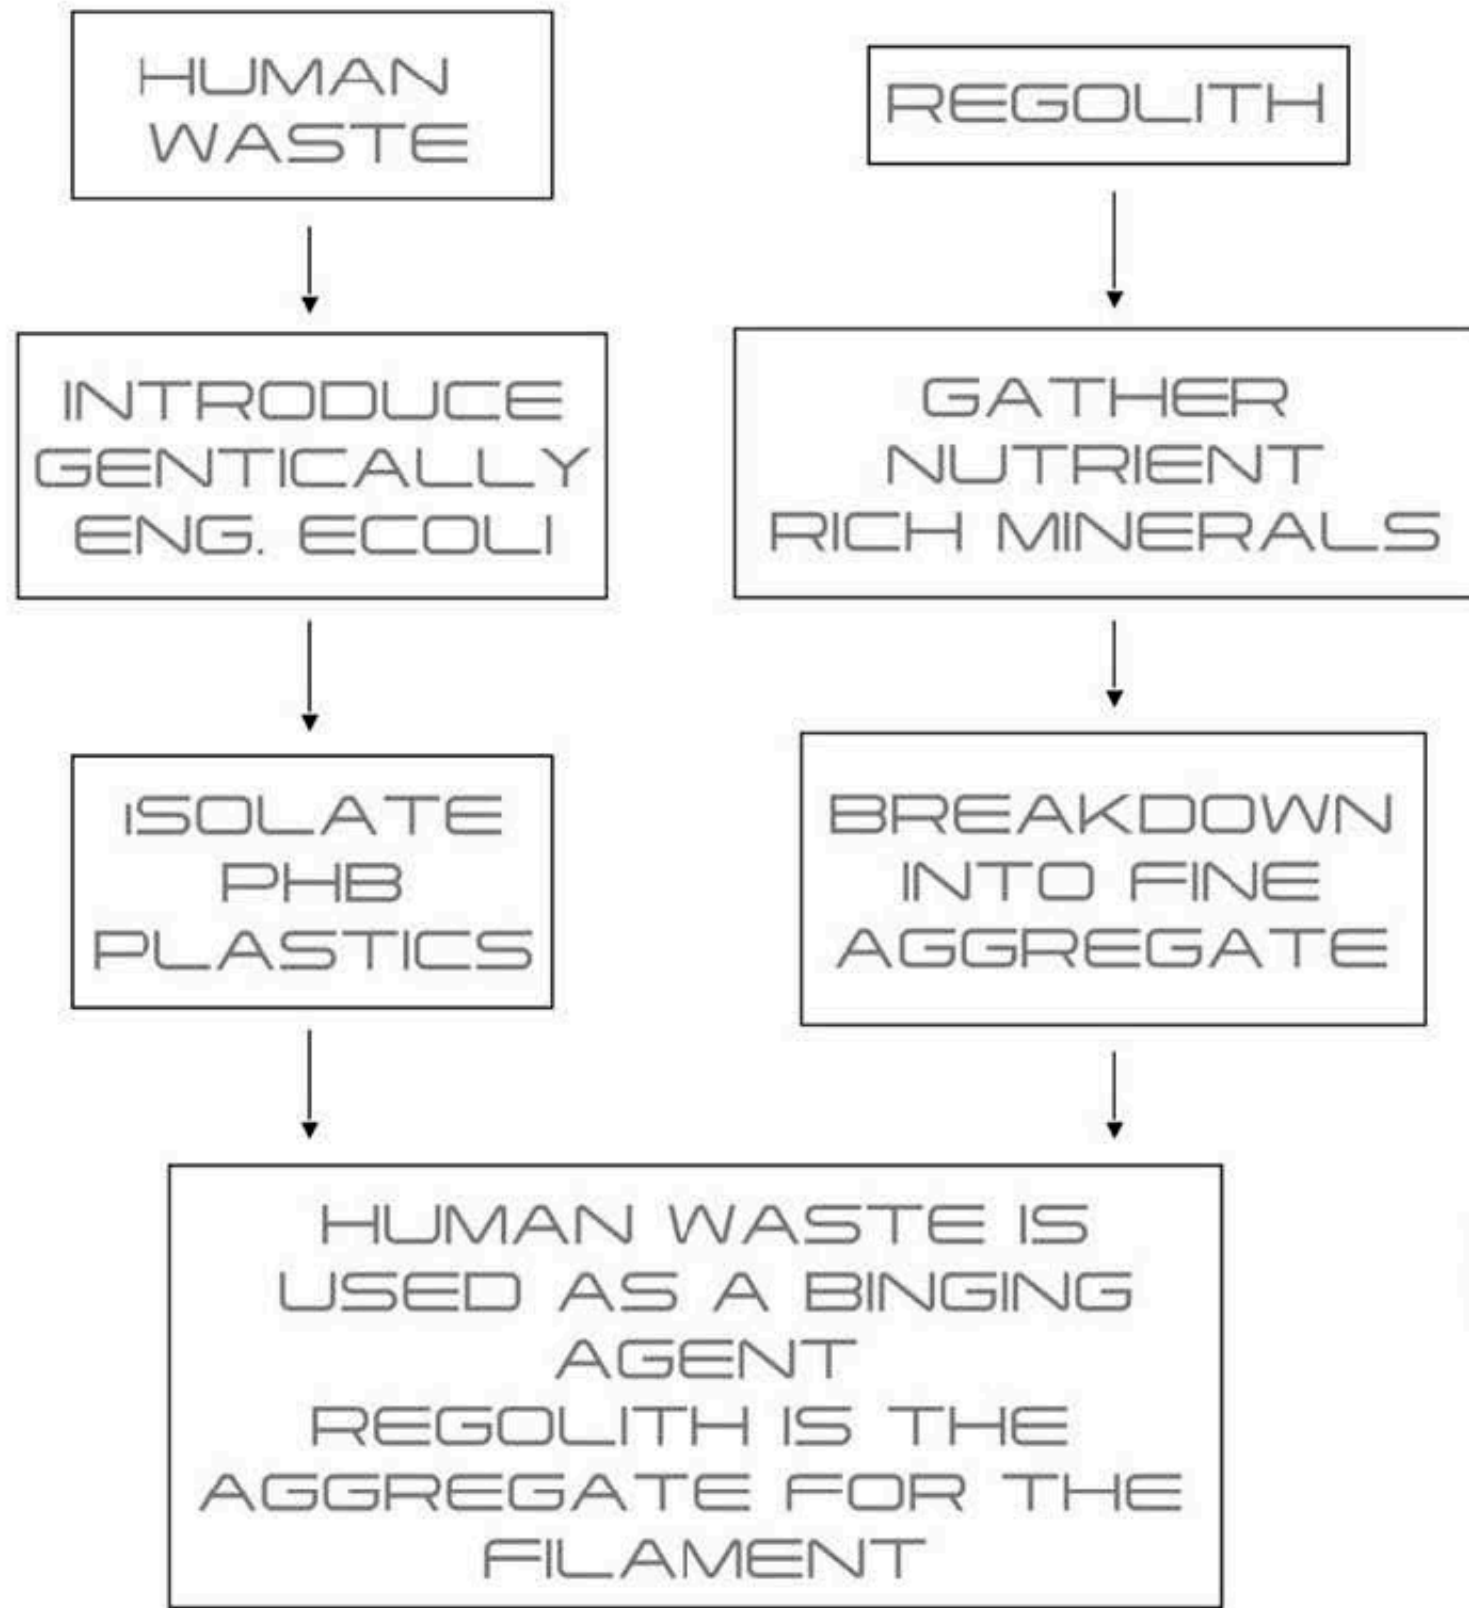 HUMAN
WASTE
INTRODUCE
GENTICALLY
ENG. ECOLI
iSOLATE
PHB
PLASTICS
REGOLITH
GATHER
NUTRIENT
RICH MINERALS
BREAKDOWN
INTO FINE
AGGREGATE
HUMAN WASTE IS
USED AS A BINGING
AGENT
REGOLITH IS THE
AGGREGATE FOR THE
FILAMENT